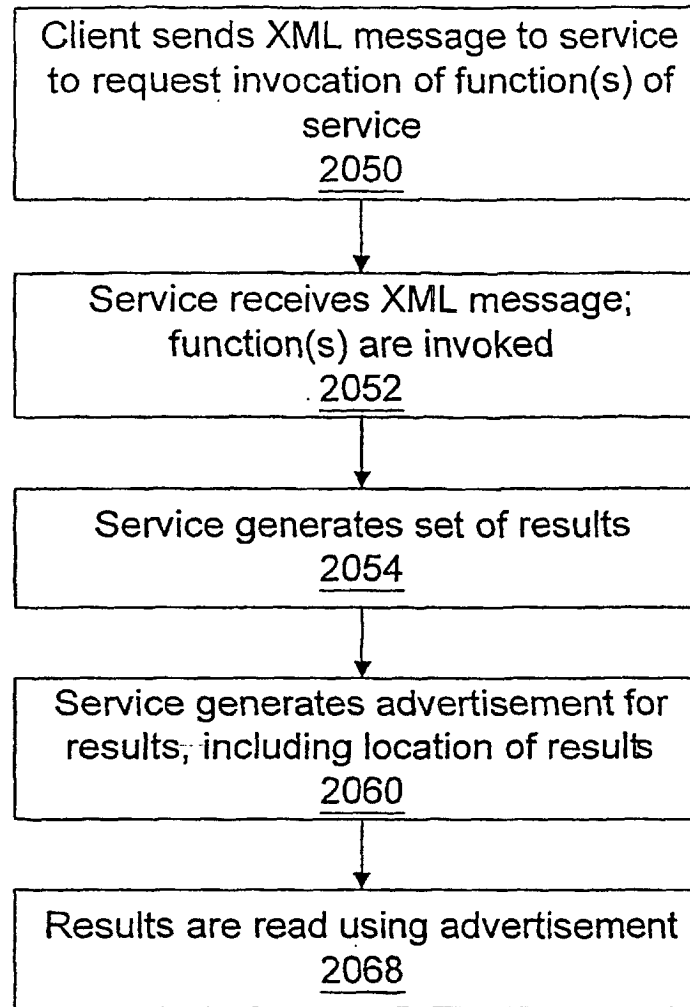 Client sends XML message to service
to request invocation of function(s) of
service
2050
Service receives XML message;
function(s) are invoked
2052
Service generates set of results
2054
Service generates advertisement for
results, including location of results
2060
Results are read using advertisement
2068